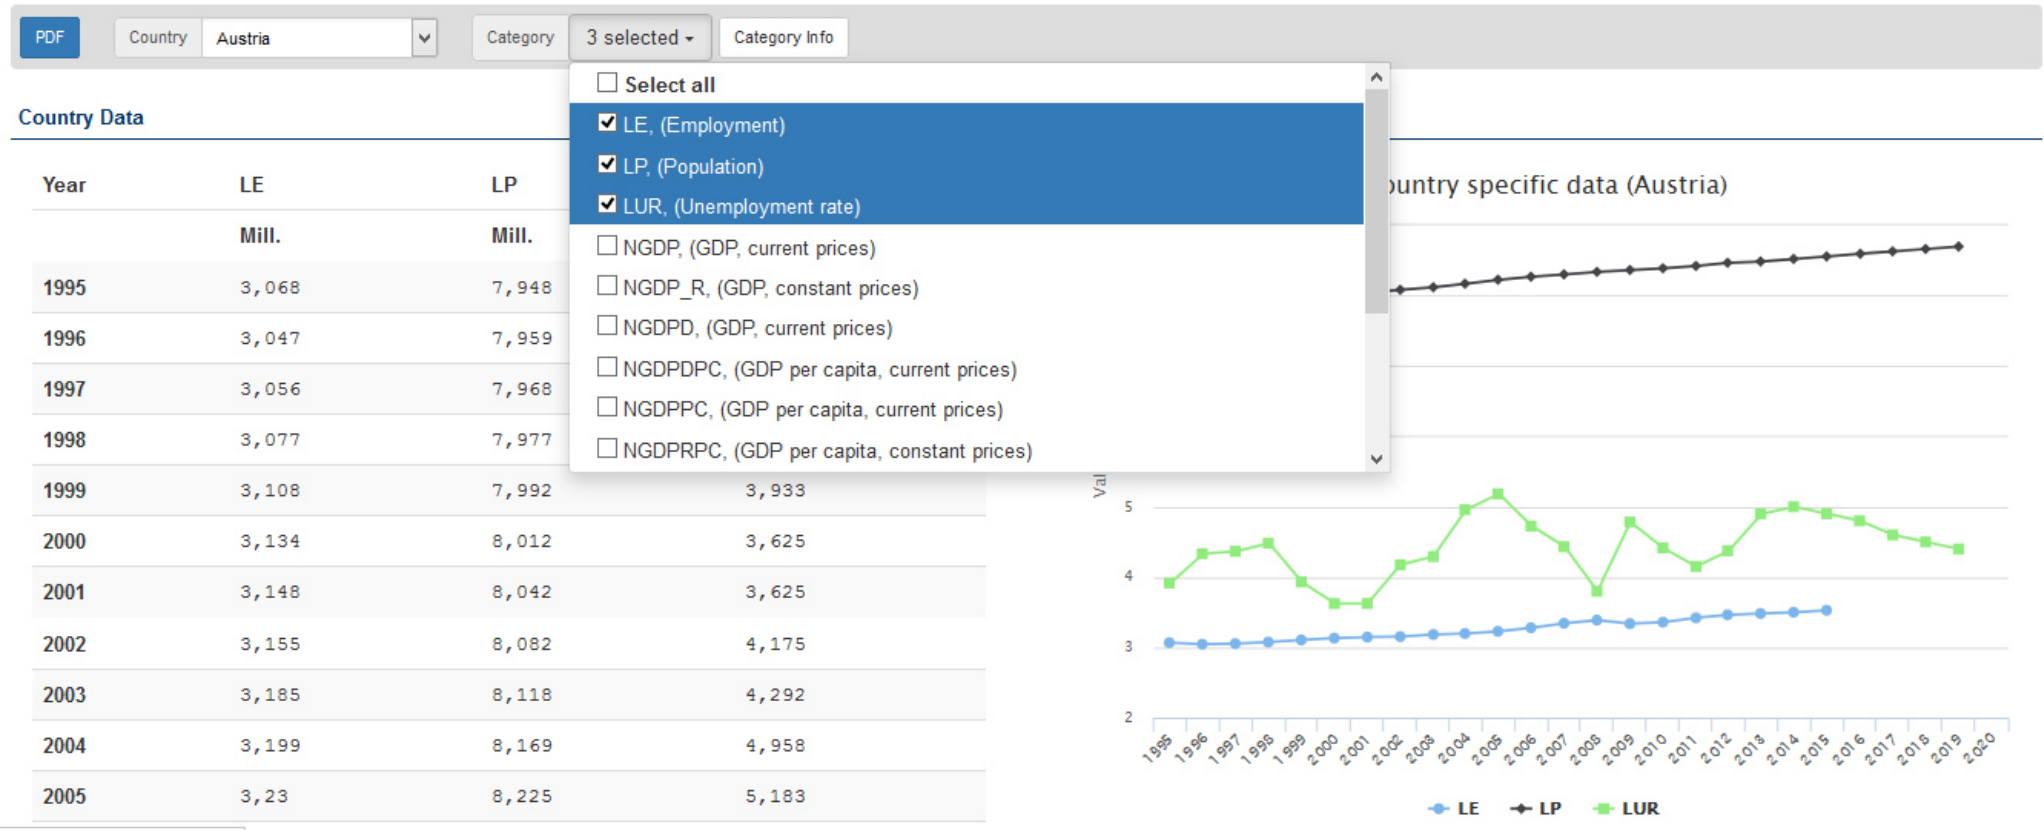 PDF Country Austria Category 3 selected Category Info
Select all
LE, (Employment)
LP, (Population)
LUR, (Unemployment rate)
NGDP, (GDP, current prices)
NGDP_R, (GDP, constant prices)
NGDPD, (GDP, current prices)
NGDPDPC, (GDP per capita, current prices)
NGDPPC, (GDP per capita, current prices)
NGDPRPC, (GDP per capita, constant prices)
Country Data
Year LE LP
Mill. Mill.
1995 3,068 7,948
1996 3,047 7,959
1997 3,056 7,968
1998 3,077 7,977
1999 3,108 7,992 3,933
2000 3,134 8,012 3,625
2001 3,148 8,042 3,625
2002 3,155 8,082 4,175
2003 3,185 8,118 4,292
2004 3,199 8,169 4,958
2005 3,23 8,225 5,183
ountry specific data (Austria)
Val
5
4
3
2
1995 1996 1997 1998 1999 2000 2001 2002 2003 2004 2005 2006 2007 2008 2009 2010 2011 2012 2013 2014 2015 2016 2017 2018 2019 2020
LE LP LUR